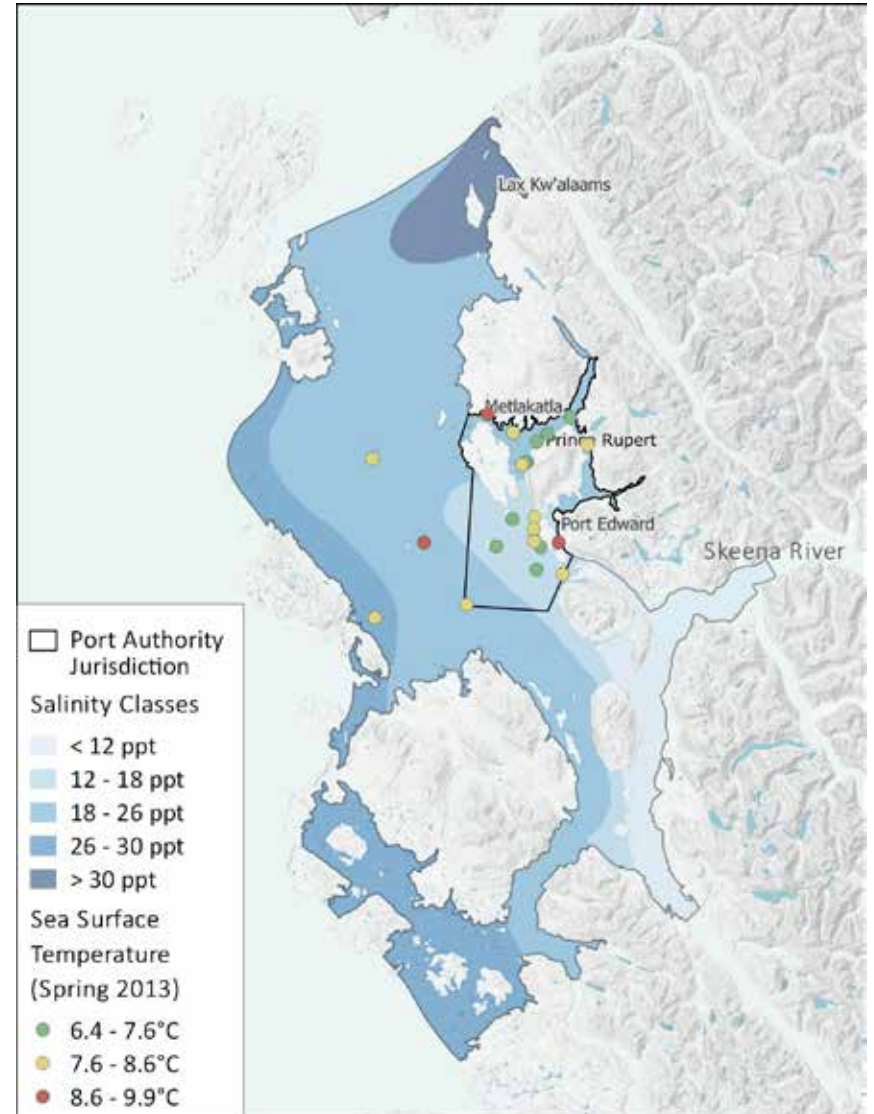 Lax Kw'alaams
Metlakatla
Prince Rupert
Port Edward
Skeena River
Port Authority
Jurisdiction
Salinity Classes
< 12 ppt
12 - 18 ppt
18 - 26 ppt
26 - 30 ppt
> 30 ppt
Sea Surface
Temperature
(Spring 2013)
6.4 - 7.6°C
7.6 - 8.6°C
8.6 - 9.9°C